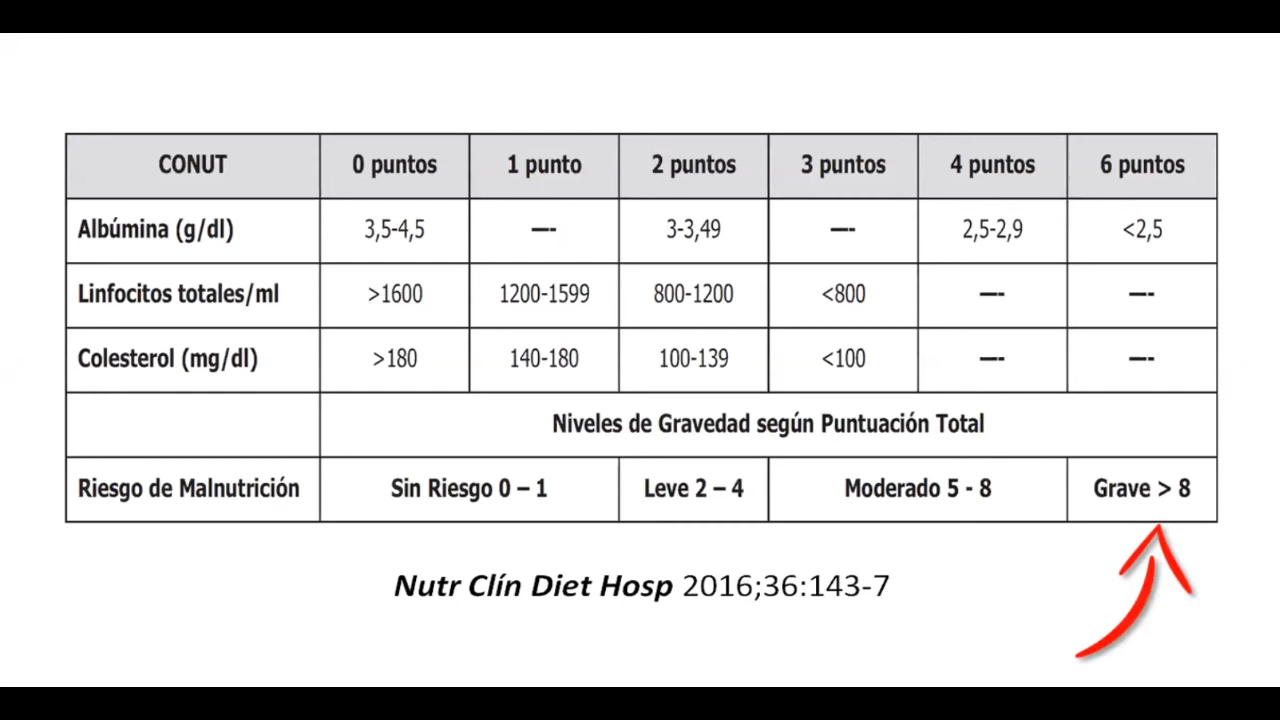 CONUT 0 puntos 1 punto 2 puntos 3 puntos 4 puntos 6 puntos
Albúmina (g/dl) 3,5-4,5 –-- 3-3,49 –-- 2,5-2,9 <2,5
Linfocitos totales/ml >1600 1200-1599 800-1200 <800 –-- –--
Colesterol (mg/dl) >180 140-180 100-139 <100 –-- –--
Niveles de Gravedad según Puntuación Total
Riesgo de Malnutrición Sin Riesgo 0 – 1 Leve 2 – 4 Moderado 5 - 8 Grave > 8
Nutr Clín Diet Hosp 2016;36:143-7